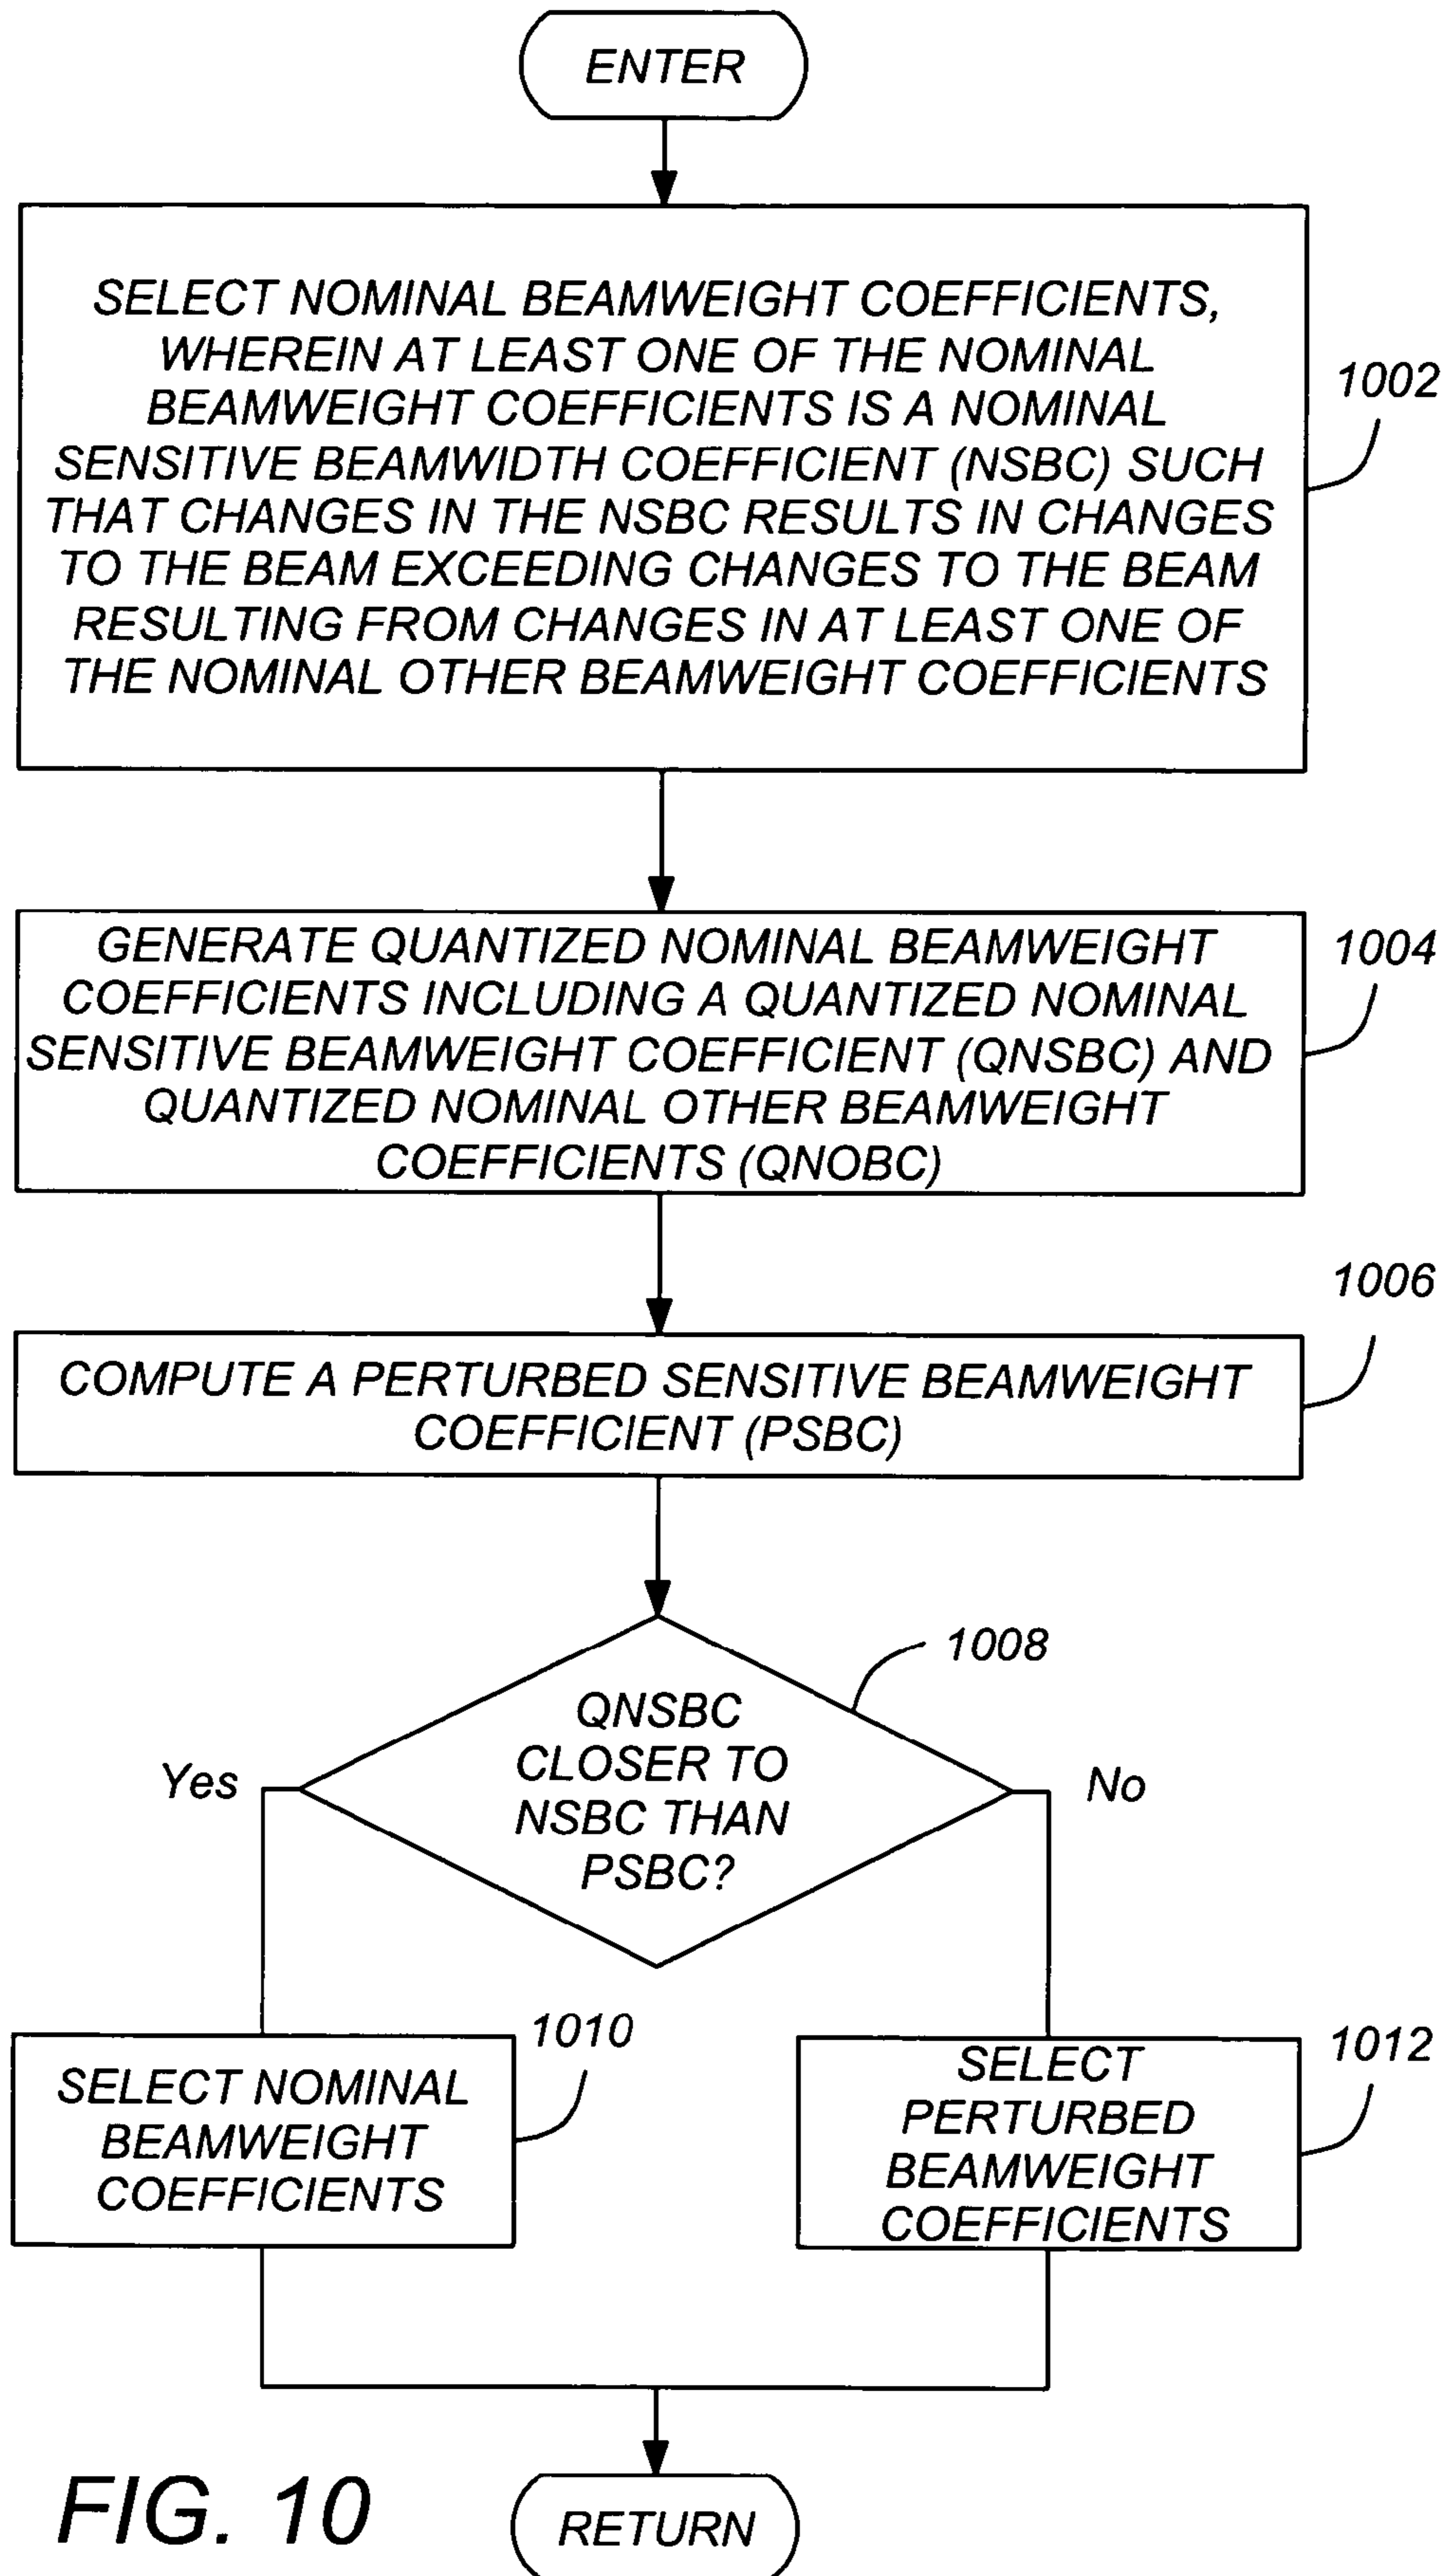 ENTER
SELECT NOMINAL BEAMWEIGHT COEFFICIENTS,
WHEREIN AT LEAST ONE OF THE NOMINAL
BEAMWEIGHT COEFFICIENTS IS A NOMINAL
SENSITIVE BEAMWIDTH COEFFICIENT (NSBC) SUCH
THAT CHANGES IN THE NSBC RESULTS IN CHANGES
TO THE BEAM EXCEEDING CHANGES TO THE BEAM
RESULTING FROM CHANGES IN AT LEAST ONE OF
THE NOMINAL OTHER BEAMWEIGHT COEFFICIENTS
1002
GENERATE QUANTIZED NOMINAL BEAMWEIGHT
COEFFICIENTS INCLUDING A QUANTIZED NOMINAL
SENSITIVE BEAMWEIGHT COEFFICIENT (QNSBC) AND
QUANTIZED NOMINAL OTHER BEAMWEIGHT
COEFFICIENTS (QNOBC)
1004
COMPUTE A PERTURBED SENSITIVE BEAMWEIGHT
COEFFICIENT (PSBC)
1006
QNSBC
CLOSER TO
NSBC THAN
PSBC?
1008
Yes
No
SELECT NOMINAL
BEAMWEIGHT
COEFFICIENTS
1010
SELECT
PERTURBED
BEAMWEIGHT
COEFFICIENTS
1012
RETURN
FIG. 10